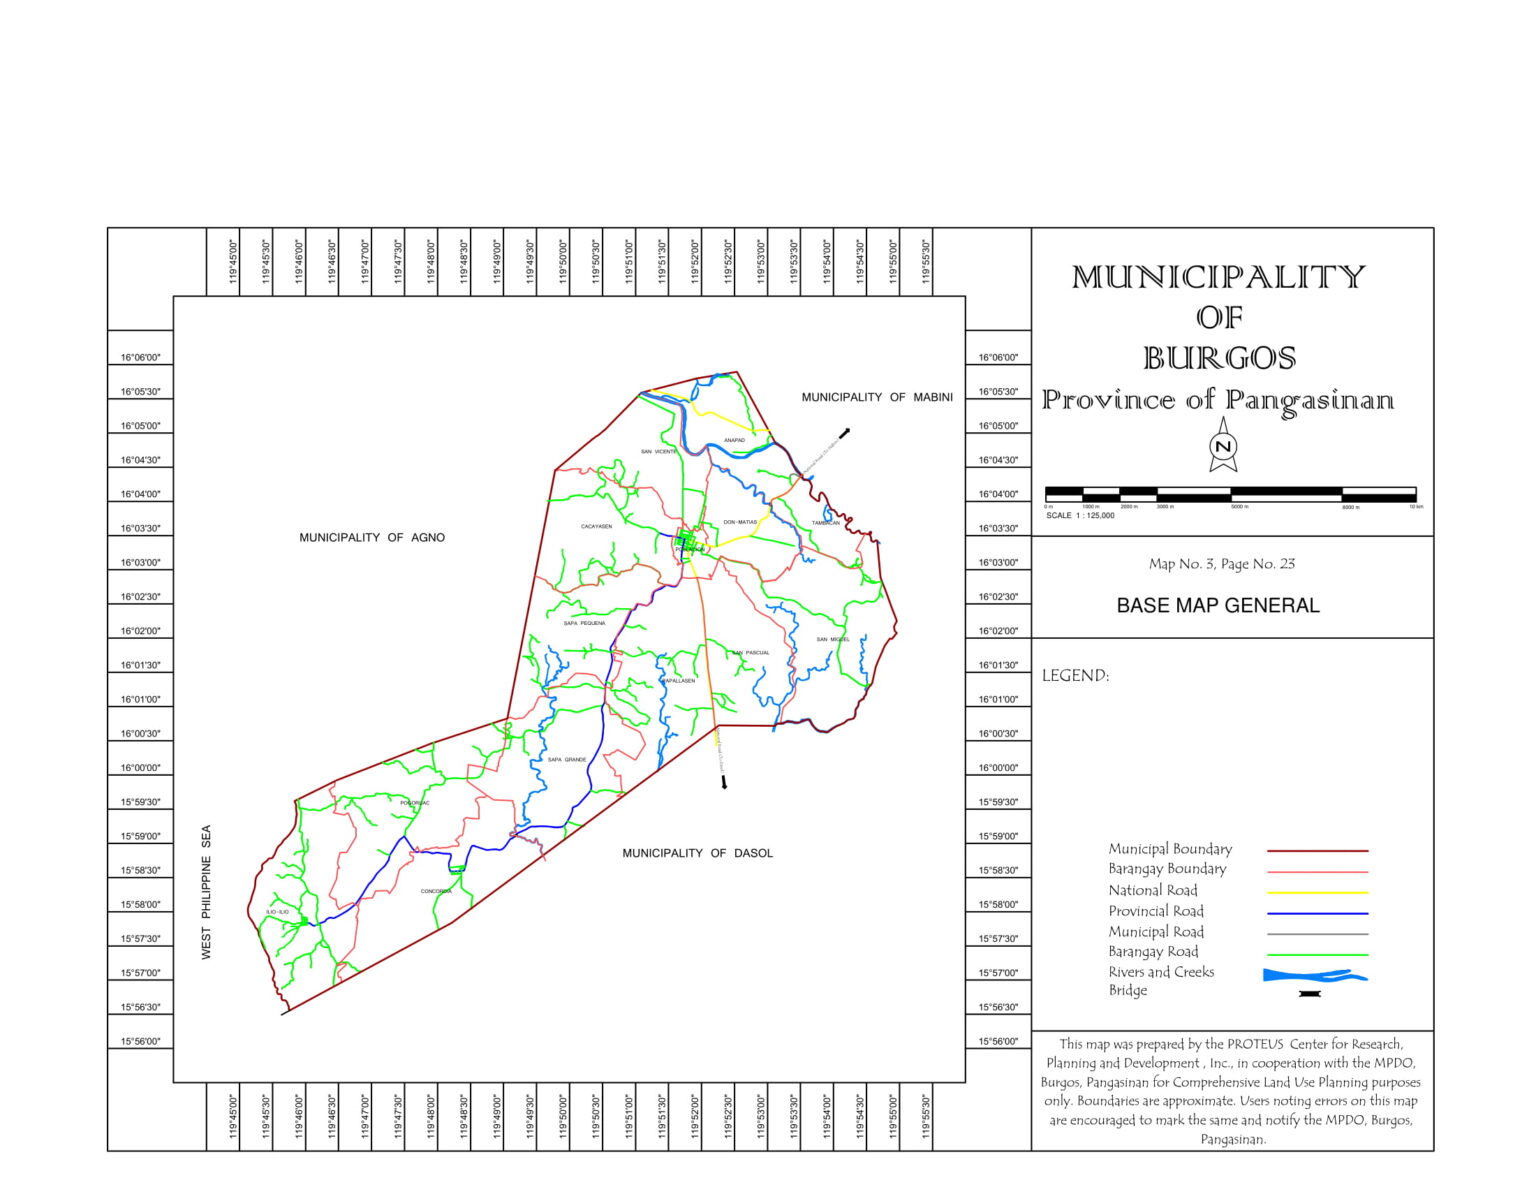 119°45'00"
119°45'30"
119°46'00"
119°46'30"
119°47'00"
119°47'30"
119°48'00"
119°48'30"
119°49'00"
119°49'30"
119°50'00"
119°50'30"
119°51'00"
119°51'30"
119°52'00"
119°52'30"
119°53'00"
119°53'30"
119°54'00"
119°54'30"
119°55'00"
119°55'30"
16°06'00"
16°05'30"
16°05'00"
16°04'30"
16°04'00"
16°03'30"
16°03'00"
16°02'30"
16°02'00"
16°01'30"
16°01'00"
16°00'30"
16°00'00"
15°59'30"
15°59'00"
15°58'30"
15°58'00"
15°57'30"
15°57'00"
15°56'30"
15°56'00"
MUNICIPALITY OF MABINI
ANAPAD
SAN VICENTE
CACAYASEN
DON-MATIAS
TAMBACAN
MUNICIPALITY OF AGNO
POBLACION
SAPA PEQUENA
SAN MIGUEL
SAN PASCUAL
PAPALLASEN
SAPA GRANDE
POGORUAC
MUNICIPALITY OF DASOL
CONCORDIA
ILIO-ILIO
WEST PHILIPPINE SEA
16°06'00"
16°05'30"
16°05'00"
16°04'30"
16°04'00"
16°03'30"
16°03'00"
16°02'30"
16°02'00"
16°01'30"
16°01'00"
16°00'30"
16°00'00"
15°59'30"
15°59'00"
15°58'30"
15°58'00"
15°57'30"
15°57'00"
15°56'30"
15°56'00"
119°45'00"
119°45'30"
119°46'00"
119°46'30"
119°47'00"
119°47'30"
119°48'00"
119°48'30"
119°49'00"
119°49'30"
119°50'00"
119°50'30"
119°51'00"
119°51'30"
119°52'00"
119°52'30"
119°53'00"
119°53'30"
119°54'00"
119°54'30"
119°55'00"
119°55'30"
MUNICIPALITY
OF
BURGOS
Province of Pangasinan
N
0 m 1000 m 2000 m 3000 m 5000 m 8000 m 10 km
SCALE 1 : 125,000
Map No. 3, Page No. 23
BASE MAP GENERAL
LEGEND:
Municipal Boundary
Barangay Boundary
National Road
Provincial Road
Municipal Road
Barangay Road
Rivers and Creeks
Bridge
This map was prepared by the PROTEUS Center for Research,
Planning and Development , Inc., in cooperation with the MPDO,
Burgos, Pangasinan for Comprehensive Land Use Planning purposes
only. Boundaries are approximate. Users noting errors on this map
are encouraged to mark the same and notify the MPDO, Burgos,
Pangasinan.